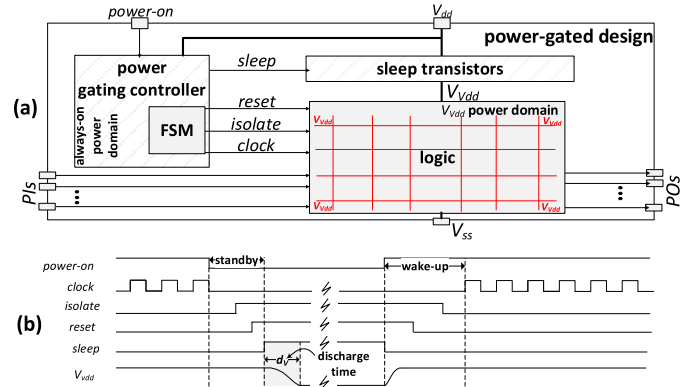 power-on
Vdd
power-gated design
power
gating controller
sleep
sleep transistors
VVdd
(a)
always-on
power
domain
FSM
reset
isolate
clock
VVdd power domain
VVdd
VVdd
logic
VVdd
VVdd
PIs
POs
Vss
(b)
power-on
standby
wake-up
clock
isolate
reset
sleep
dv
discharge
time
Vvdd